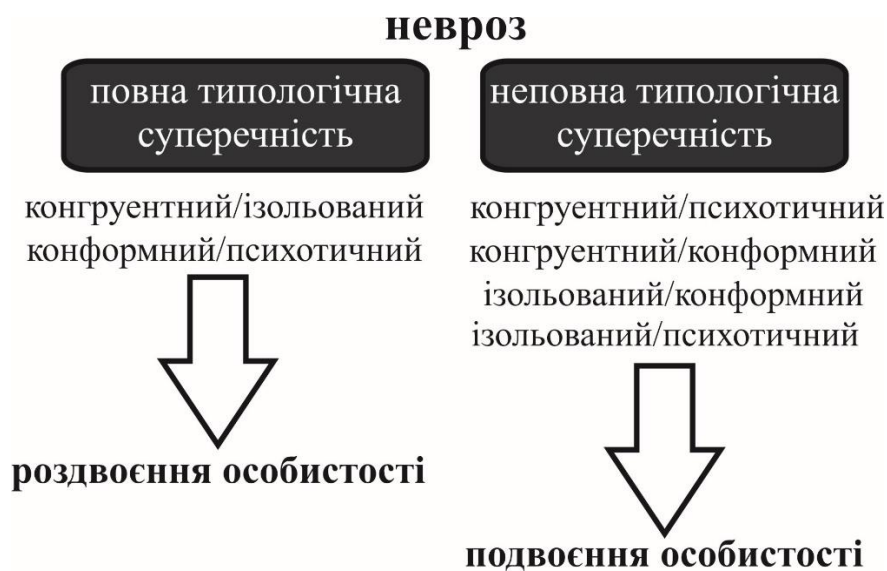 невроз
повна типологічна
суперечність
конгруентний/ізольований
конформний/психотичний
роздвоєння особистості
неповна типологічна
суперечність
конгруентний/психотичний
конгруентний/конформний
ізольований/конформний
ізольований/психотичний
подвоєння особистості